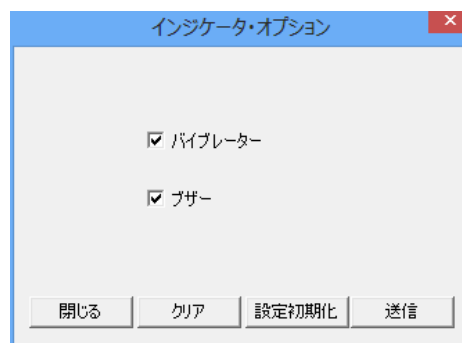 インジケータ・オプション
バイブレーター
ブザー
閉じる クリア 設定初期化 送信